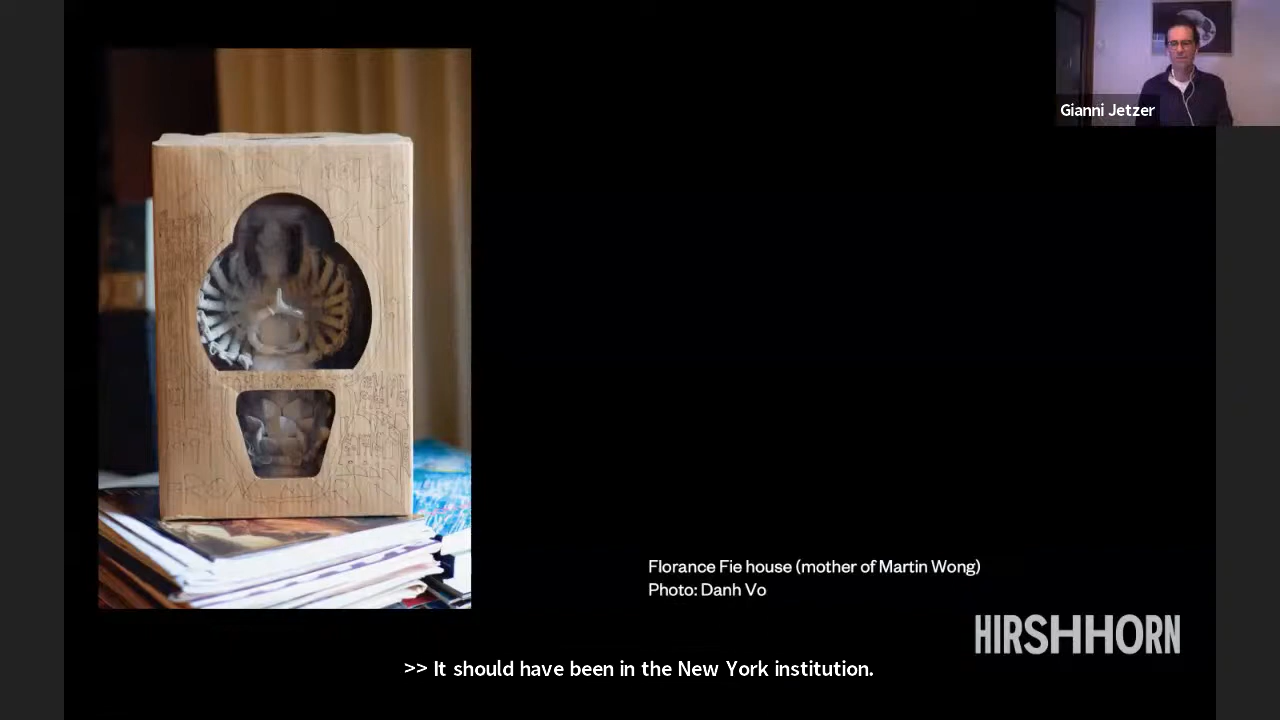 Gianni Jetzer
Florance Fie house (mother of Martin Wong)
Photo: Danh Vo
HIRSHHORN
>> It should have been in the New York institution.